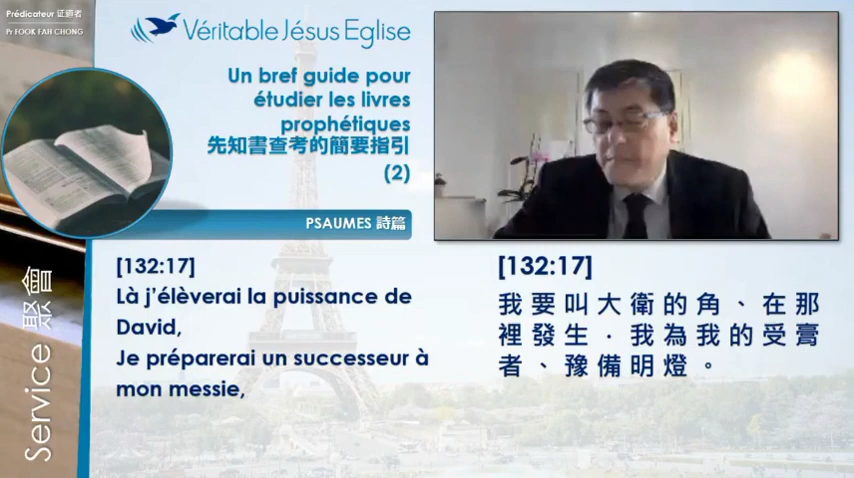 Prédicateur 证道者
Pr FOOK FAH CHONG
Véritable Jésus Eglise
Un bref guide pour
étudier les livres
prophétiques
先知書查考的簡要指引
(2)
PSAUMES 詩篇
[132:17]
Là j’élèverai la puissance de
David,
Je préparerai un successeur à
mon messie,
[132:17]
我要叫大衛的角、在那
裡發生．我為我的受膏
者、豫備明燈。
Service 聚會